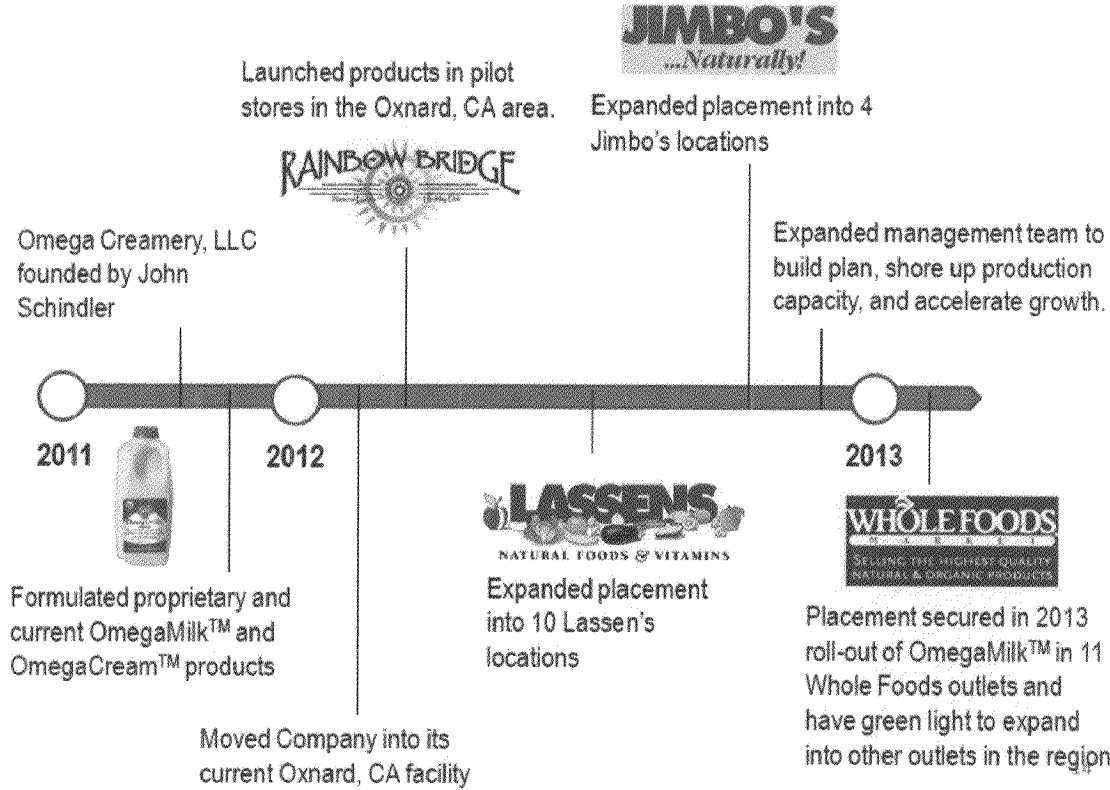 JIMBO'S
...Naturally!
Launched products in pilot
stores in the Oxnard, CA area.
Expanded placement into 4
Jimbo's locations
RAINBOW BRIDGE
Omega Creamery, LLC
founded by John
Schindler
Expanded management team to
build plan, shore up production
capacity, and accelerate growth.
2011
2012
2013
LASSENS
NATURAL FOODS & VITAMINS
WHOLE FOODS
MARKET
SELLING THE HIGHEST QUALITY
NATURAL & ORGANIC PRODUCTS
Formulated proprietary and
current OmegaMilk™ and
OmegaCream™ products
Expanded placement
into 10 Lassen's
locations
Placement secured in 2013
roll-out of OmegaMilk™ in 11
Whole Foods outlets and
have green light to expand
into other outlets in the region
Moved Company into its
current Oxnard, CA facility
14